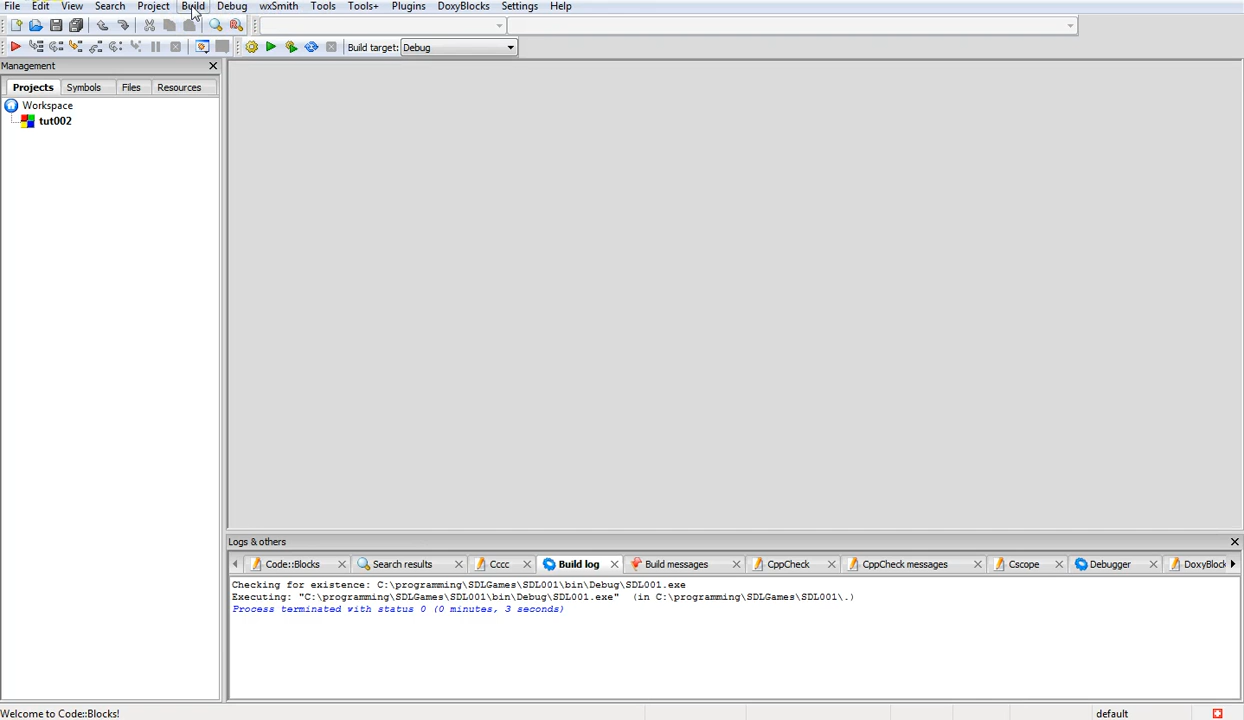 File Edit View Search Project Build Debug wxSmith Tools Tools+ Plugins DoxyBlocks Settings Help
Build target: Debug
Management
Projects Symbols Files Resources
Workspace
tut002
Logs & others
Code::Blocks Search results Cccc Build log Build messages CppCheck CppCheck messages Cscope Debugger DoxyBlock
Checking for existence: C:\programming\SDLGames\SDL001\bin\Debug\SDL001.exe
Executing: "C:\programming\SDLGames\SDL001\bin\Debug\SDL001.exe" (in C:\programming\SDLGames\SDL001\.)
Process terminated with status 0 (0 minutes, 3 seconds)
Welcome to Code::Blocks! default